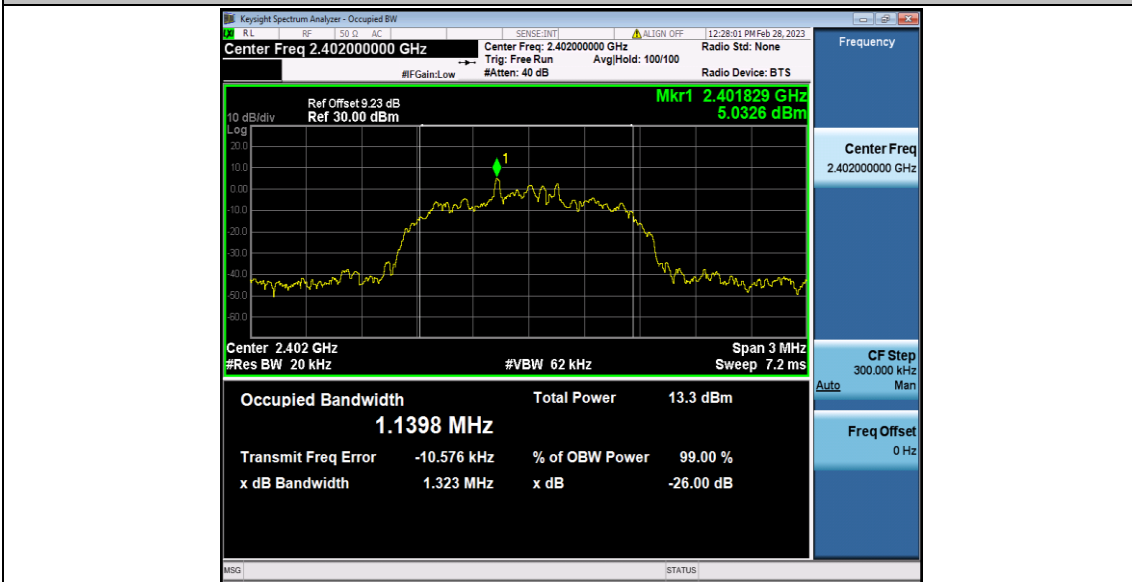 Keysight Spectrum Analyzer - Occupied BW
RL RF 50 Ω AC SENSE:INT ALIGN OFF 12:28:01 PM Feb 28, 2023
Center Freq 2.402000000 GHz
Center Freq: 2.402000000 GHz
Radio Std: None
Trig: Free Run Avg|Hold: 100/100
#IFGain:Low #Atten: 40 dB Radio Device: BTS
Frequency
Mkr1 2.401829 GHz
5.0326 dBm
Ref Offset 9.23 dB
10 dB/div Ref 30.00 dBm
Log
20.0
10.0
0.00
-10.0
-20.0
-30.0
-40.0
-50.0
-60.0
1
Center 2.402 GHz Span 3 MHz
#Res BW 20 kHz #VBW 62 kHz Sweep 7.2 ms
Occupied Bandwidth Total Power 13.3 dBm
1.1398 MHz
Transmit Freq Error -10.576 kHz % of OBW Power 99.00 %
x dB Bandwidth 1.323 MHz x dB -26.00 dB
Center Freq
2.402000000 GHz
CF Step
300.000 kHz
Auto Man
Freq Offset
0 Hz
MSG STATUS